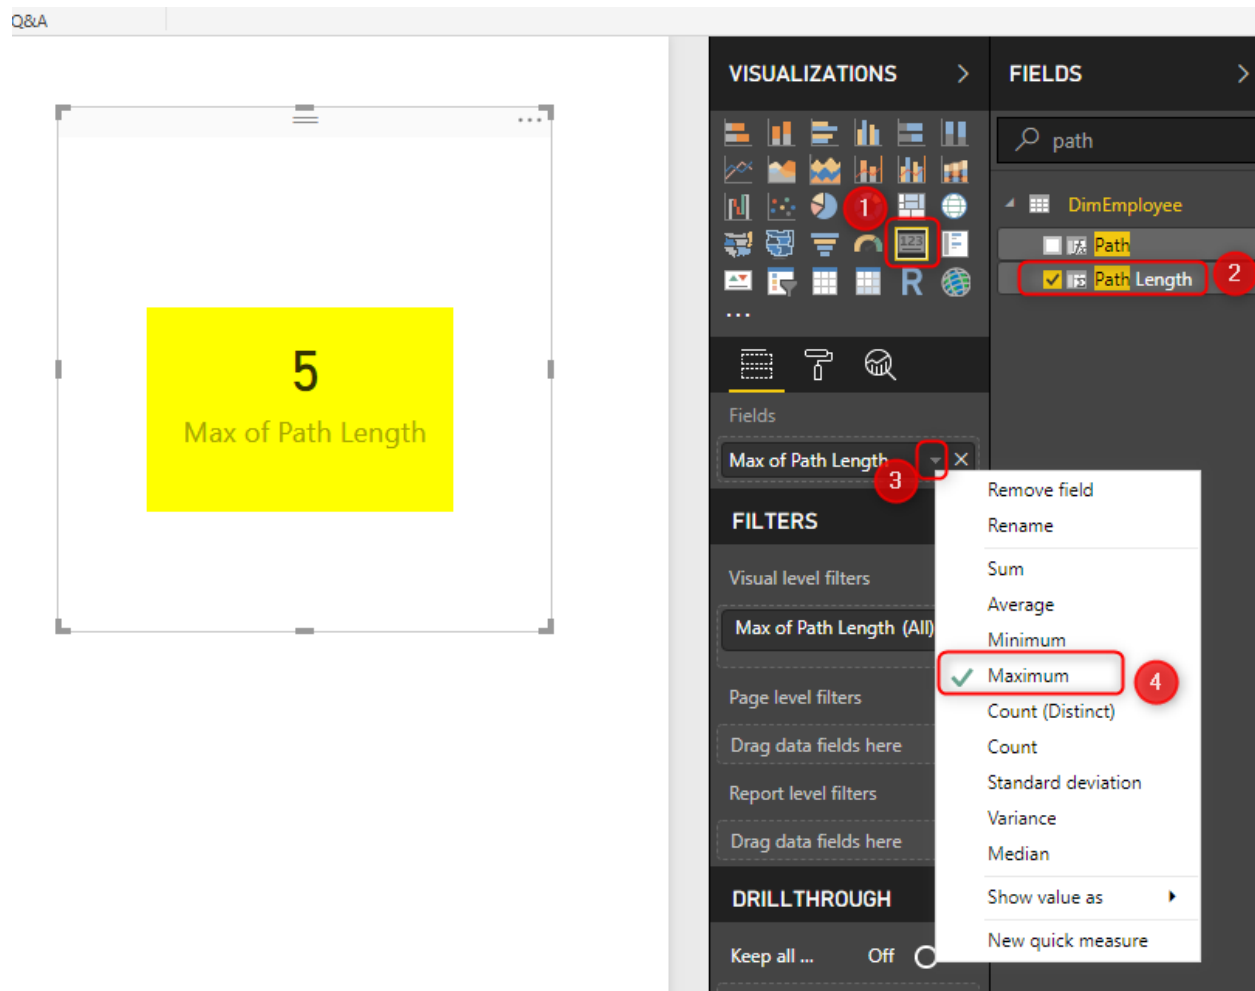 Q&A
5
Max of Path Length
VISUALIZATIONS
1
123
R
Fields
Max of Path Length
3
FILTERS
Visual level filters
Max of Path Length (All)
Page level filters
Drag data fields here
Report level filters
Drag data fields here
DRILLTHROUGH
Keep all ...
Off
FIELDS
path
DimEmployee
Path
Path Length
2
Remove field
Rename
Sum
Average
Minimum
Maximum
4
Count (Distinct)
Count
Standard deviation
Variance
Median
Show value as
New quick measure